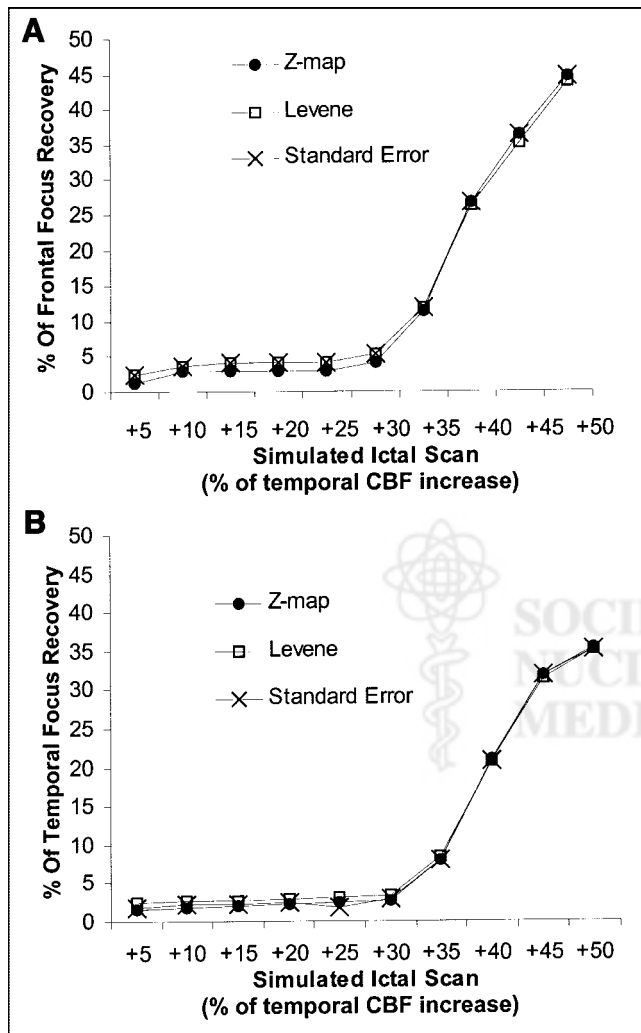 A
50
45
40
35
30
25
20
15
10
5
0
% Of Frontal Focus Recovery
Z-map
Levene
Standard Error
+5 +10 +15 +20 +25 +30 +35 +40 +45 +50
Simulated Ictal Scan
(% of temporal CBF increase)
B
50
45
40
35
30
25
20
15
10
5
0
% Of Temporal Focus Recovery
Z-map
Levene
Standard Error
SOCI
NUCL
MEDI
+5 +10 +15 +20 +25 +30 +35 +40 +45 +50
Simulated Ictal Scan
(% of temporal CBF increase)